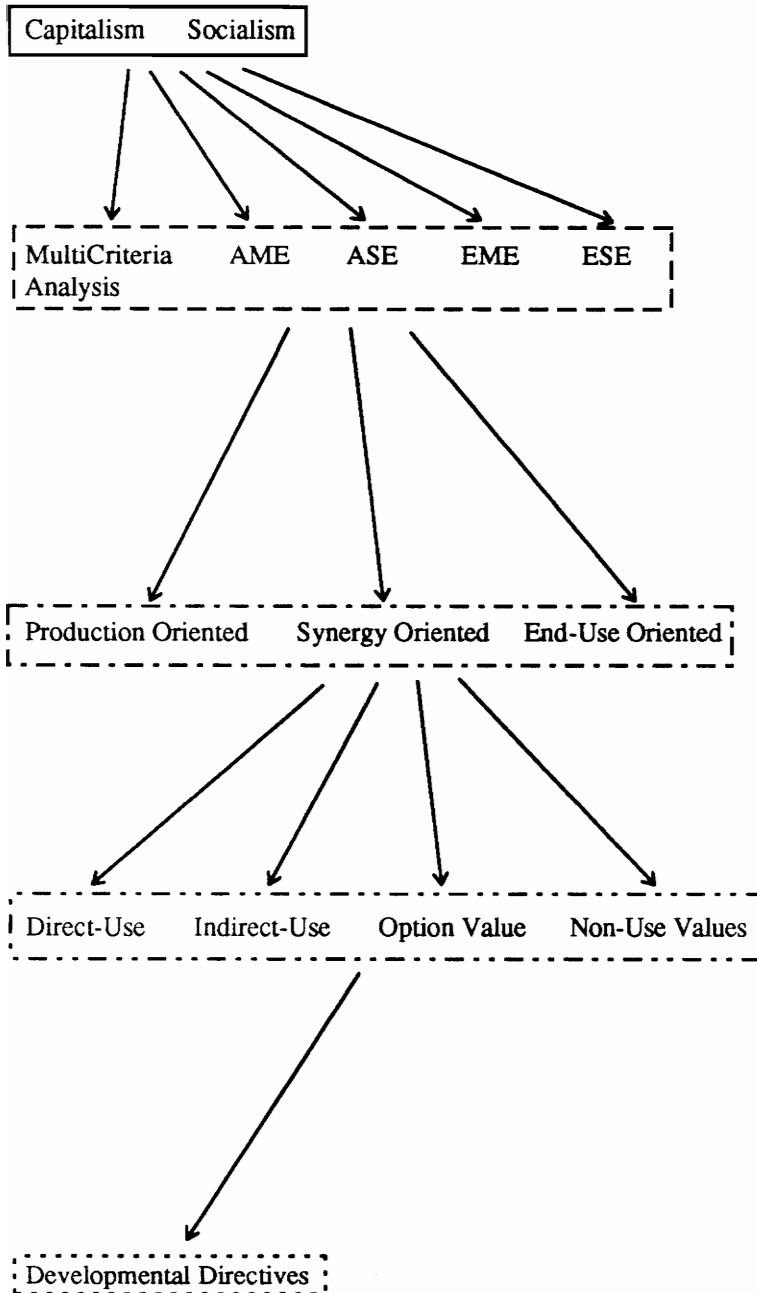 Capitalism Socialism
MultiCriteria AME ASE EME ESE
Analysis
Production Oriented Synergy Oriented End-Use Oriented
Direct-Use Indirect-Use Option Value Non-Use Values
Developmental Directives